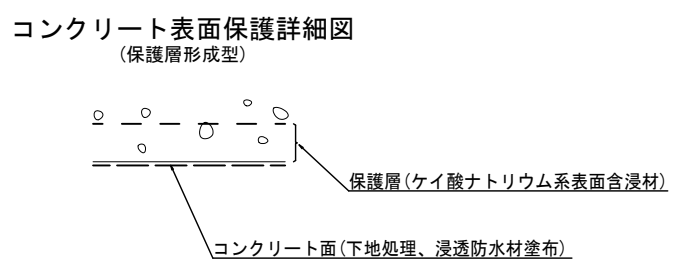 コンクリート表面保護詳細図
(保護層形成型)
保護層(ケイ酸ナトリウム系表面含浸材)
コンクリート面(下地処理、浸透防水材塗布)